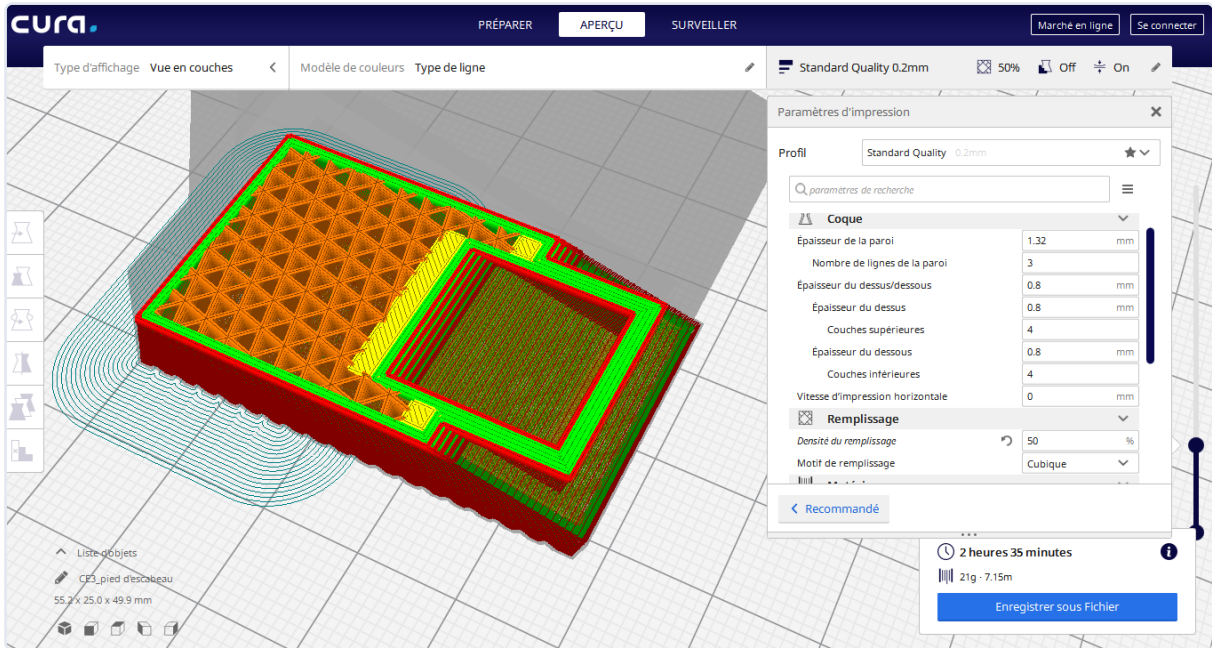 cura.
PRÉPARER
APERÇU
SURVEILLER
Marché en ligne
Se connecter
Type d'affichage Vue en couches
Modèle de couleurs Type de ligne
Standard Quality 0.2mm
50%
Off
On
Paramètres d'impression
Profil
Standard Quality 0.2mm
paramètres de recherche
Coque
Épaisseur de la paroi 1.32 mm
Nombre de lignes de la paroi 3
Épaisseur du dessus/dessous 0.8 mm
Épaisseur du dessus 0.8 mm
Couches supérieures 4
Épaisseur du dessous 0.8 mm
Couches inférieures 4
Vitesse d'impression horizontale 0 mm
Remplissage
Densité du remplissage 50 %
Motif de remplissage Cubique
Recommandé
2 heures 35 minutes
21g · 7.15m
Enregistrer sous Fichier
Liste d'objets
CE3_pied d'escabeau
55.2 x 25.0 x 49.9 mm